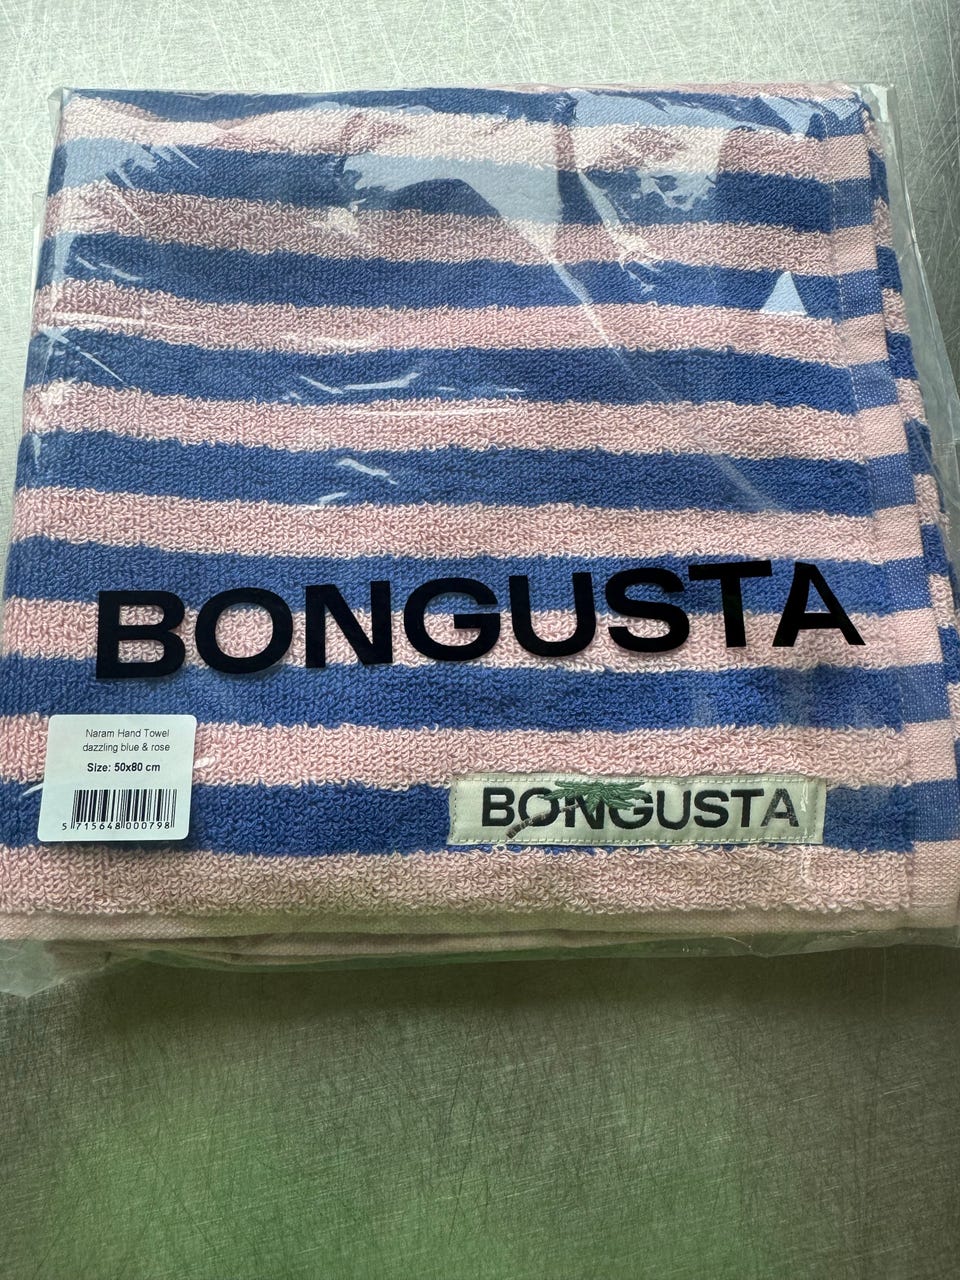 BONGUSTA
Naram Hand Towel
dazzling blue & rose
Size: 50x80 cm
5 715648 000798
BONGUSTA